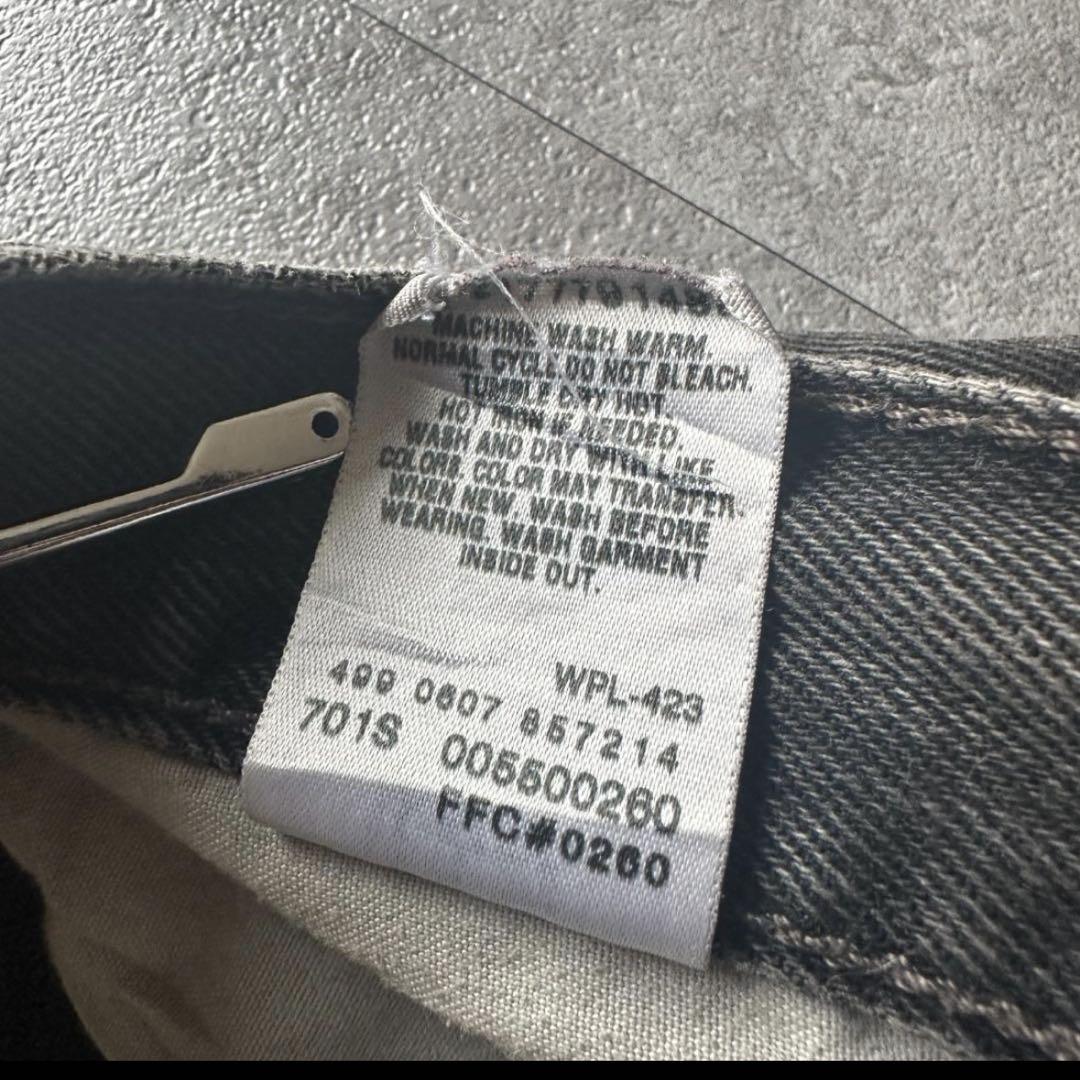 MACHINE WASH WARM.
NORMAL CYCLE. DO NOT BLEACH.
TUMBLE DRY HOT.
HOT IRON IF NEEDED.
WASH AND DRY WITH LIKE
COLORS. COLOR MAY TRANSFER.
WHEN NEW. WASH BEFORE
WEARING. WASH GARMENT
INSIDE OUT.
WPL-423
499 0607 857214
701S 005500260
FFC#0260